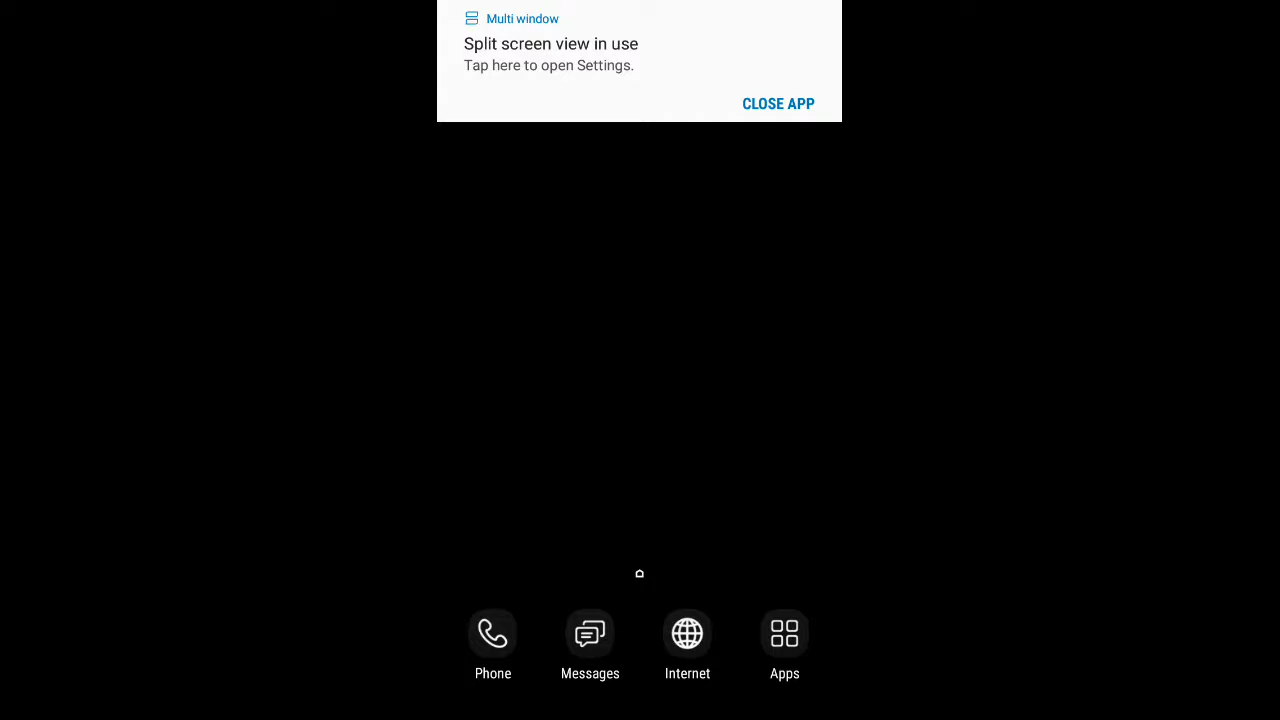 Multi window
Split screen view in use
Tap here to open Settings.
CLOSE APP
Phone Messages Internet Apps